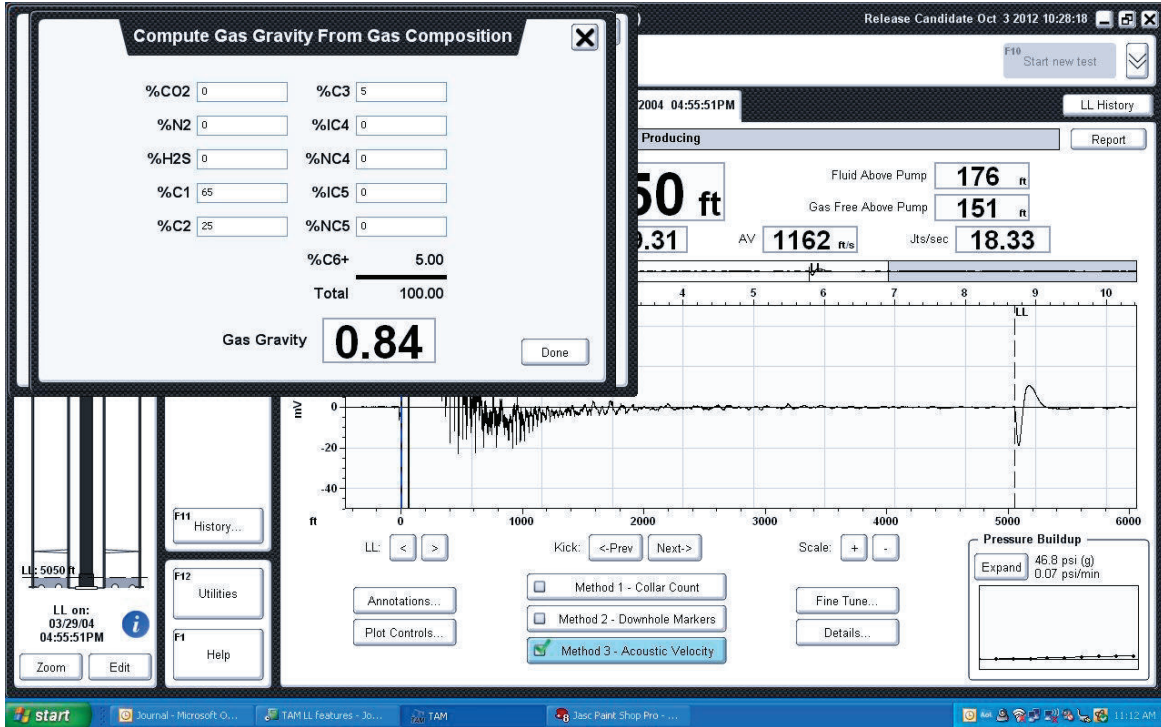 Compute Gas Gravity From Gas Composition
%CO2 0 %C3 5
%N2 0 %IC4 0
%H2S 0 %NC4 0
%C1 65 %IC5 0
%C2 25 %NC5 0
%C6+ 5.00
Total 100.00
Gas Gravity 0.84
Done
) Release Candidate Oct 3 2012 10:28:18
F10 Start new test
2004 04:55:51PM LL History
Producing Report
50 ft
Fluid Above Pump 176 ft
Gas Free Above Pump 151 ft
.31 AV 1162 ft/s Jts/sec 18.33
4 5 6 7 8 9 10
LL
mV
0
-20
-40
ft 0 1000 2000 3000 4000 5000 6000
LL: < > Kick: <-Prev Next-> Scale: + -
Annotations...
Plot Controls...
Method 1 - Collar Count
Method 2 - Downhole Markers
Method 3 - Acoustic Velocity
Fine Tune...
Details...
Pressure Buildup
Expand 46.8 psi (g)
0.07 psi/min
F11 History...
F12 Utilities
F1 Help
LL: 5050 ft
LL on:
03/29/04
04:55:51PM
i
Zoom Edit
start Journal - Microsoft O... TAM LL features - Jo... TAM Jasc Paint Shop Pro - ... 11:12 AM